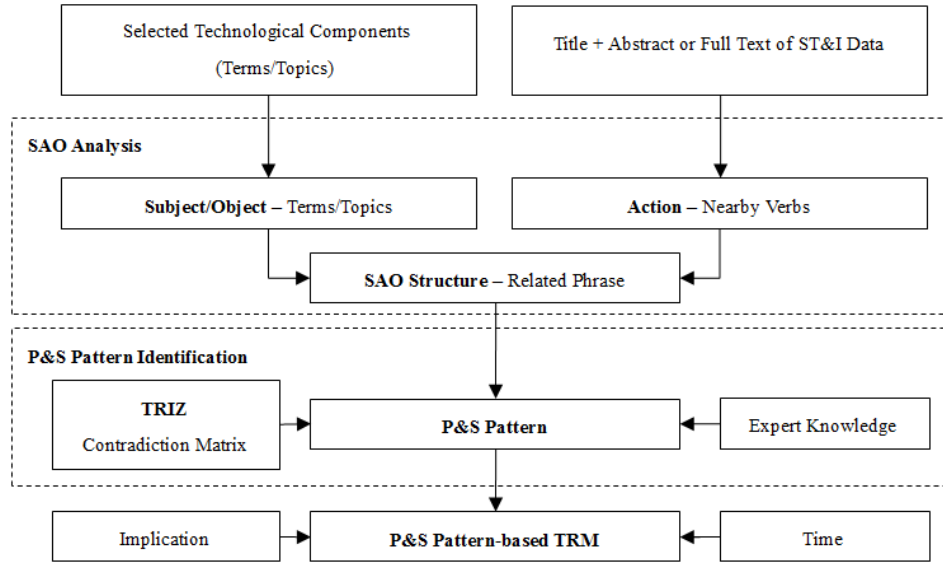 Selected Technological Components
(Terms/Topics)
Title + Abstract or Full Text of ST&I Data
SAO Analysis
Subject/Object – Terms/Topics
Action – Nearby Verbs
SAO Structure – Related Phrase
P&S Pattern Identification
TRIZ
Contradiction Matrix
P&S Pattern
Expert Knowledge
Implication
P&S Pattern-based TRM
Time